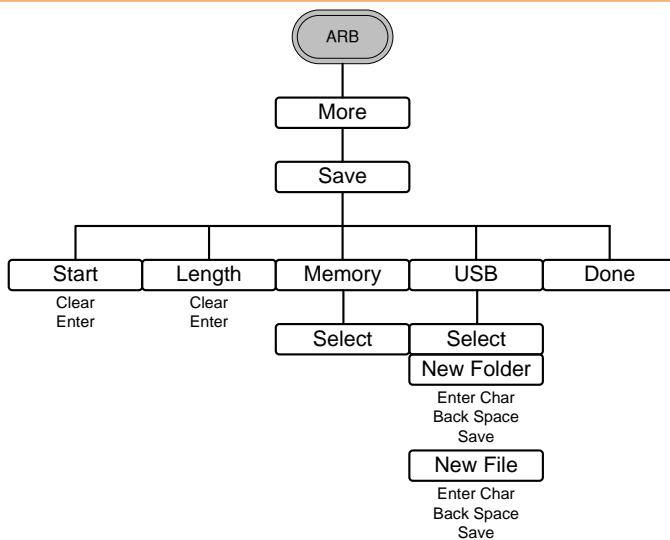 ARB
More
Save
Start Length Memory USB Done
Clear Clear
Enter Enter
Select Select
New Folder
Enter Char
Back Space
Save
New File
Enter Char
Back Space
Save